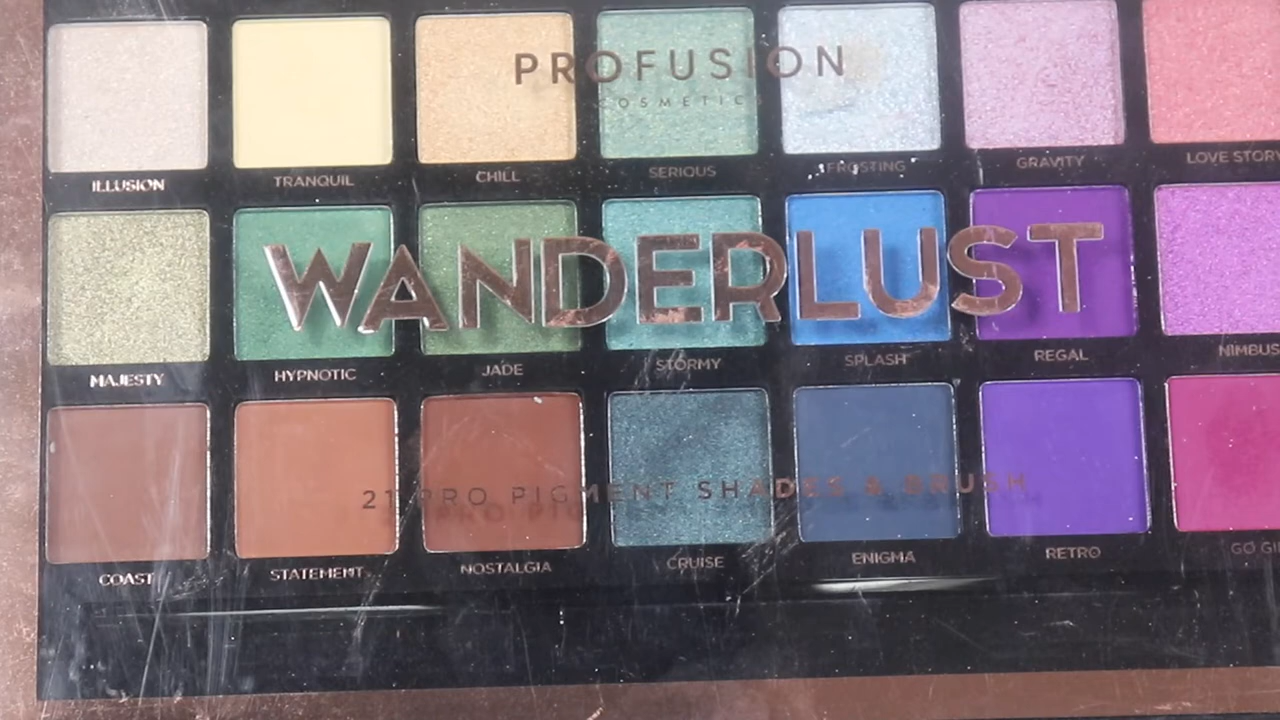 PROFUSION
COSMETICS
ILLUSION TRANQUIL CHILL SERIOUS FROSTING GRAVITY LOVE STORY
WANDERLUST
MAJESTY HYPNOTIC JADE STORMY SPLASH REGAL NIMBUS
21 PRO PIGMENT SHADES & BRUSH
COAST STATEMENT NOSTALGIA CRUISE ENIGMA RETRO GO